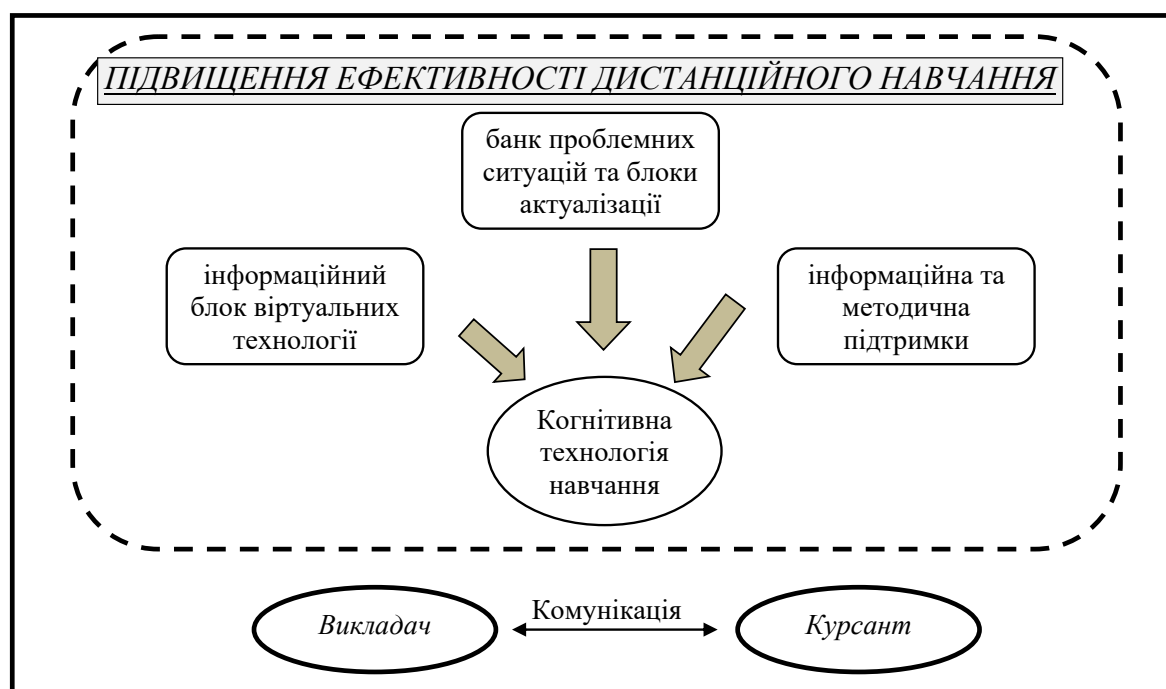 ПІДВИЩЕННЯ ЕФЕКТИВНОСТІ ДИСТАНЦІЙНОГО НАВЧАННЯ
банк проблемних
ситуацій та блоки
актуалізації
інформаційний
блок віртуальних
технології
інформаційна та
методична
підтримки
Когнітивна
технологія
навчання
Викладач
Комунікація
Курсант